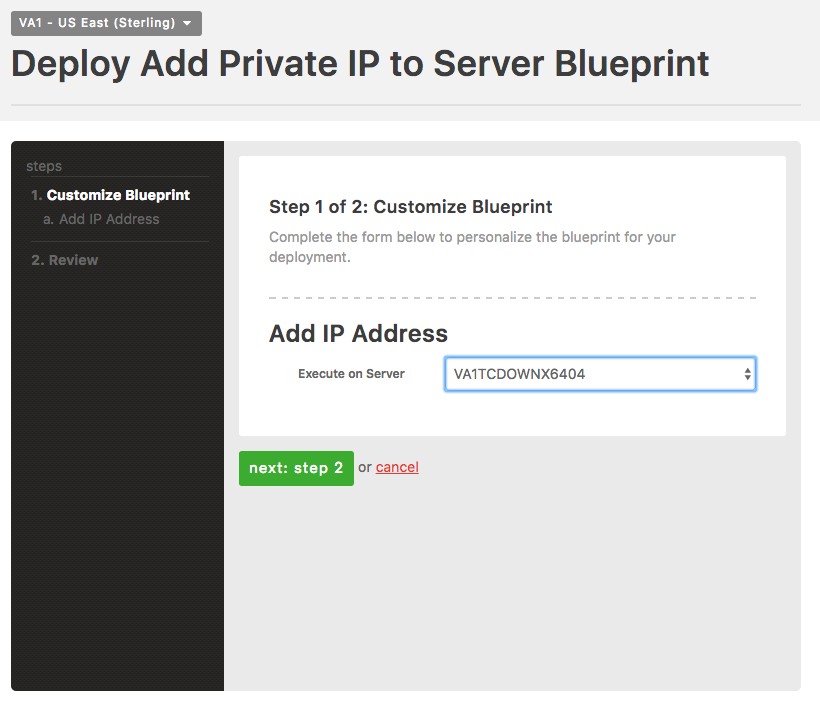 VA1 - US East (Sterling)
Deploy Add Private IP to Server Blueprint
steps
1. Customize Blueprint
a. Add IP Address
2. Review
Step 1 of 2: Customize Blueprint
Complete the form below to personalize the blueprint for your
deployment.
Add IP Address
Execute on Server
VA1TCDOWNX6404
next: step 2 or cancel